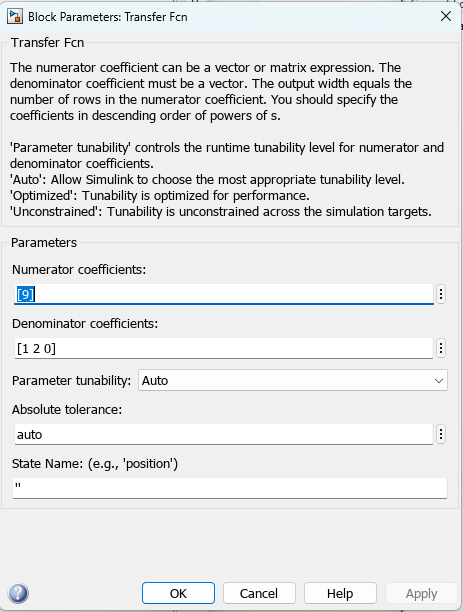 Block Parameters: Transfer Fcn
Transfer Fcn
The numerator coefficient can be a vector or matrix expression. The
denominator coefficient must be a vector. The output width equals the
number of rows in the numerator coefficient. You should specify the
coefficients in descending order of powers of s.
'Parameter tunability' controls the runtime tunability level for numerator and
denominator coefficients.
'Auto': Allow Simulink to choose the most appropriate tunability level.
'Optimized': Tunability is optimized for performance.
'Unconstrained': Tunability is unconstrained across the simulation targets.
Parameters
Numerator coefficients:
[9]
Denominator coefficients:
[1 2 0]
Parameter tunability: Auto
Absolute tolerance:
auto
State Name: (e.g., 'position')
''
OK Cancel Help Apply